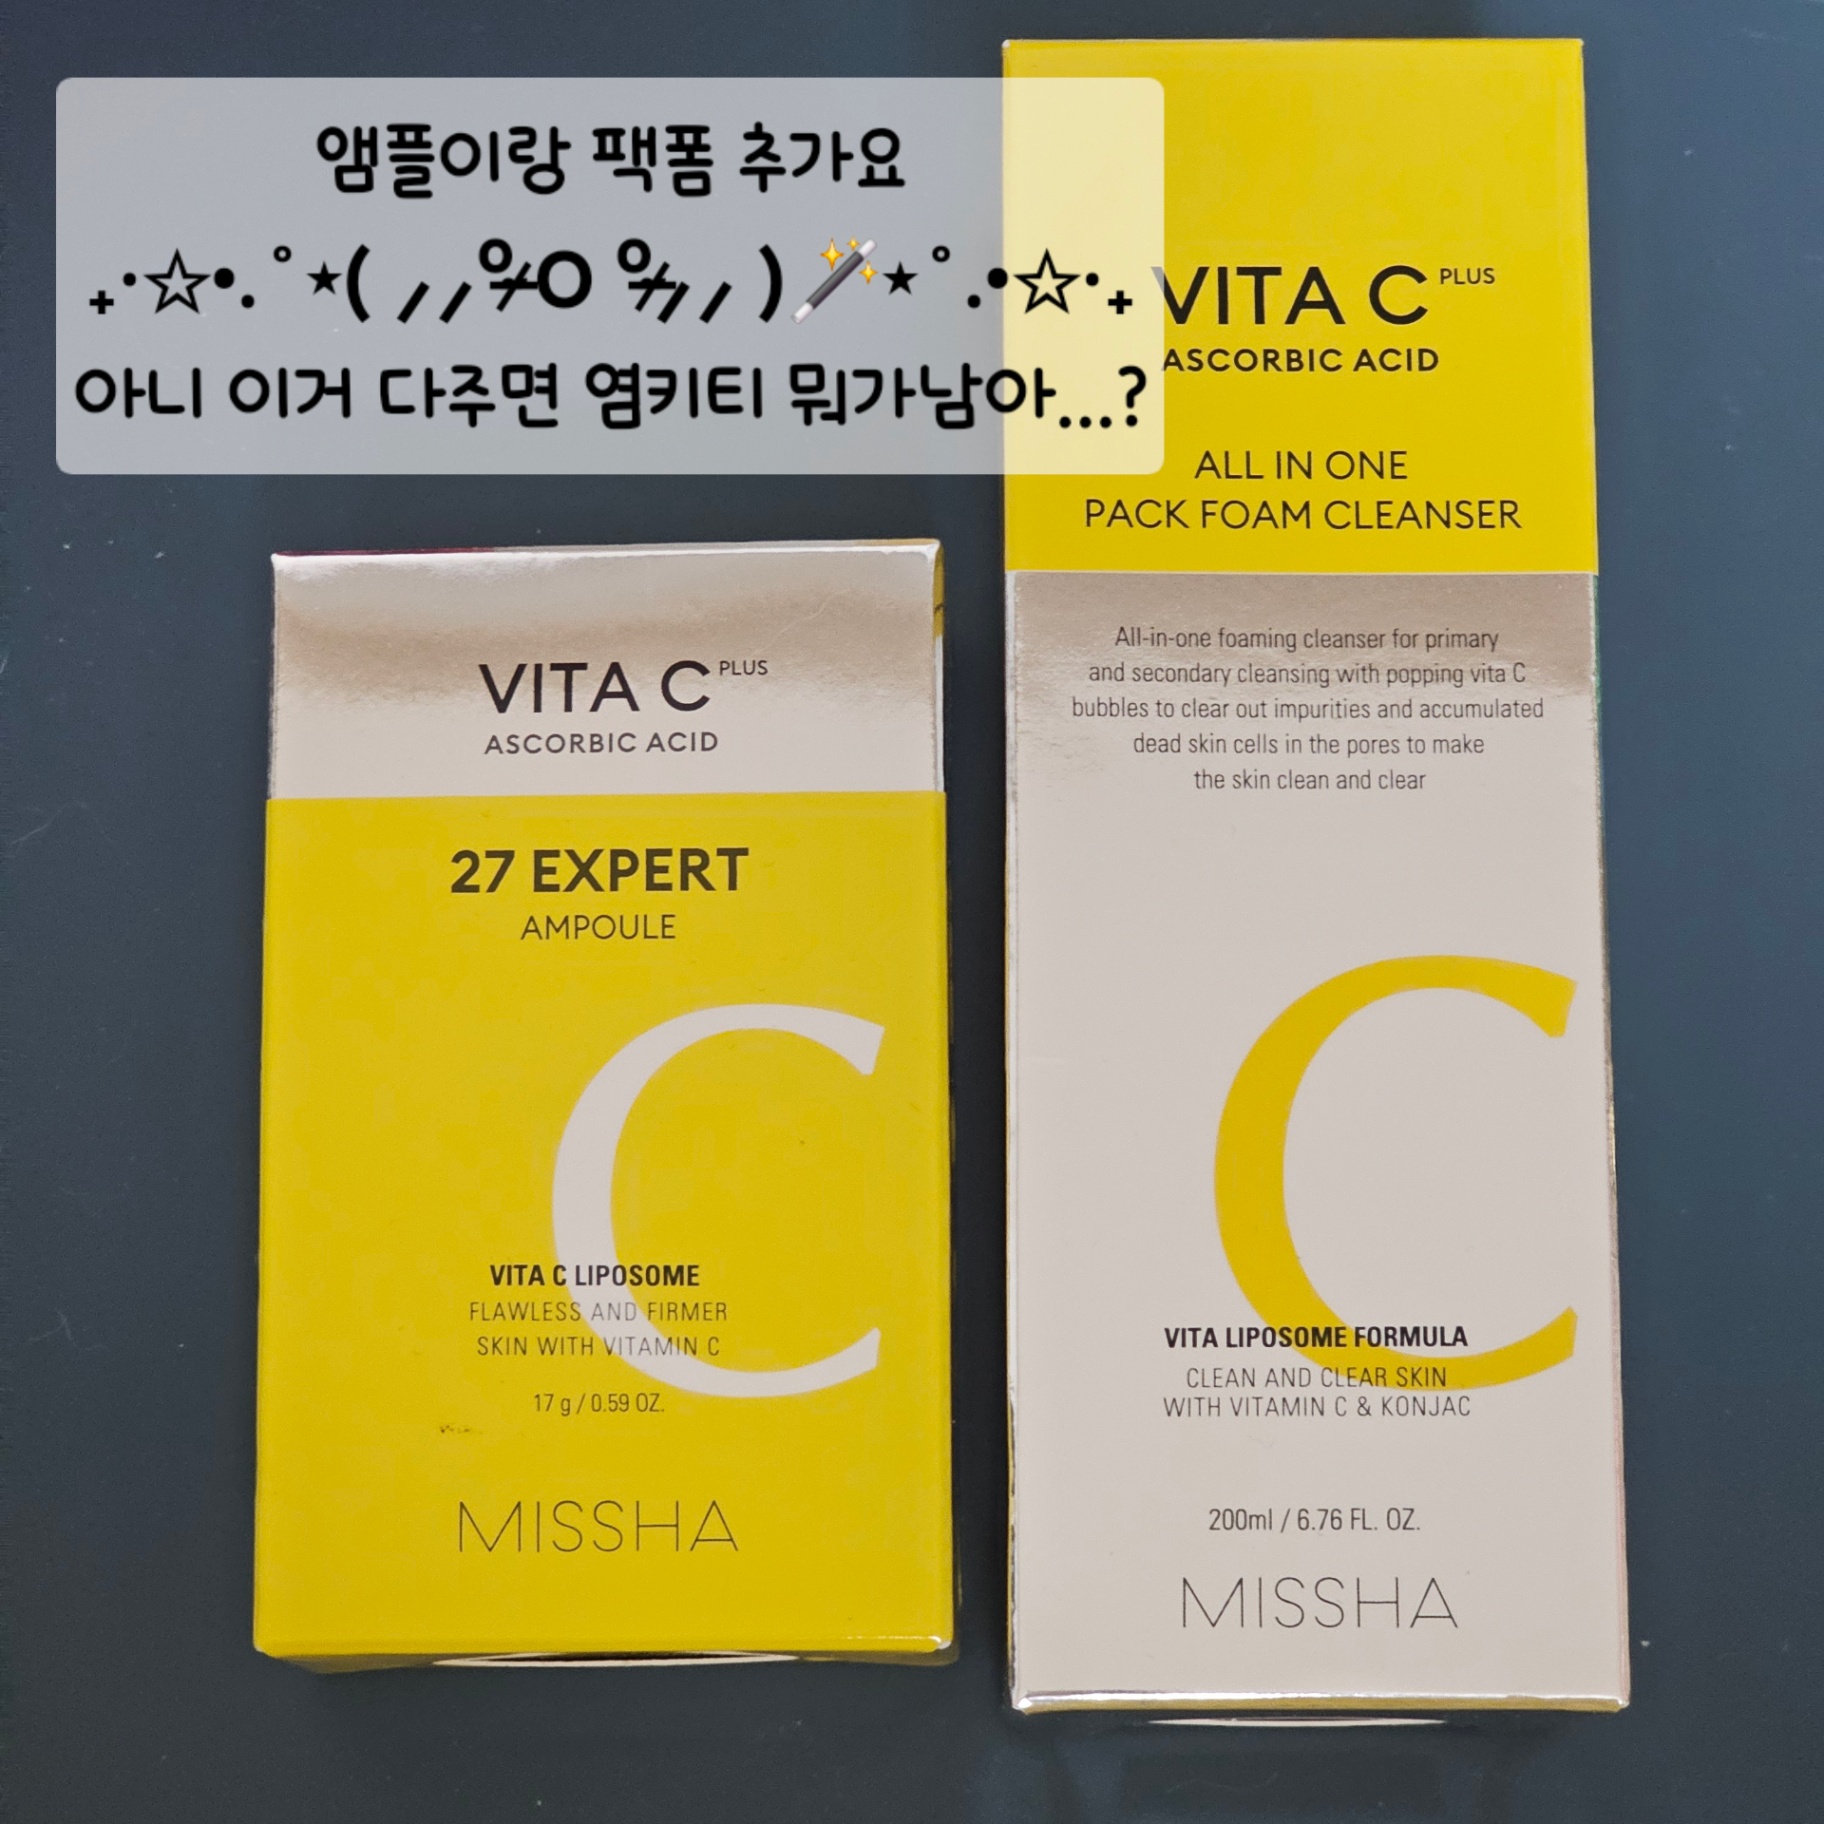 앰플이랑 팩폼 추가요
₊·☆•.˚⋆( ⸝⸝%O %⸝⸝ )🪄⋆˚.•☆·₊
아니 이거 다주면 염키티 뭐가남아...?
VITA C PLUS
ASCORBIC ACID
ALL IN ONE
PACK FOAM CLEANSER
All-in-one foaming cleanser for primary
and secondary cleansing with popping vita C
bubbles to clear out impurities and accumulated
dead skin cells in the pores to make
the skin clean and clear
C
VITA LIPOSOME FORMULA
CLEAN AND CLEAR SKIN
WITH VITAMIN C & KONJAC
200ml / 6.76 FL. OZ.
MISSHA
VITA C PLUS
ASCORBIC ACID
27 EXPERT
AMPOULE
C
VITA C LIPOSOME
FLAWLESS AND FIRMER
SKIN WITH VITAMIN C
17 g / 0.59 OZ.
MISSHA